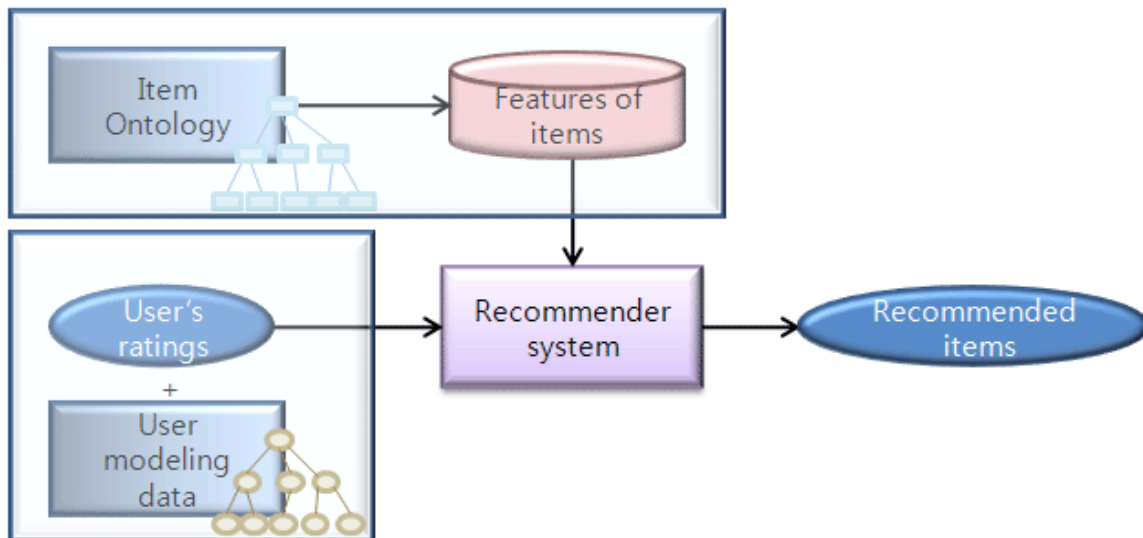 Item
Ontology
Features of
items
User's
ratings
+
User
modeling
data
Recommender
system
Recommended
items